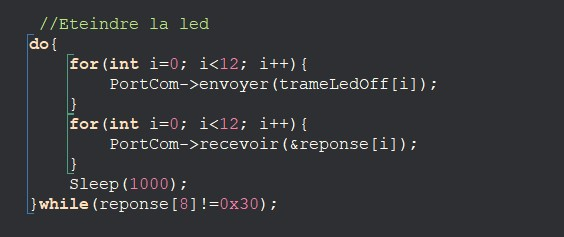 //Eteindre la led
do{
for(int i=0; i<12; i++){
PortCom->envoyer(trameLedOff[i]);
}
for(int i=0; i<12; i++){
PortCom->recevoir(&reponse[i]);
}
Sleep(1000);
}while(reponse[8]!=0x30);